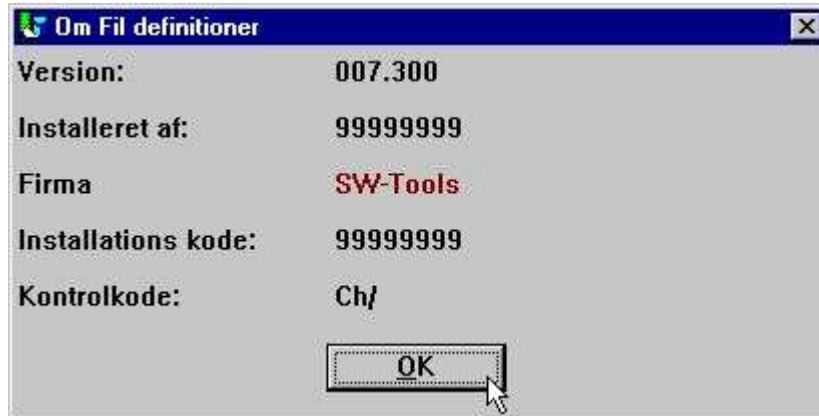 Om Fil definitioner
Version: 007.300
Installeret af: 99999999
Firma SW-Tools
Installations kode: 99999999
Kontrolkode: Ch/
OK